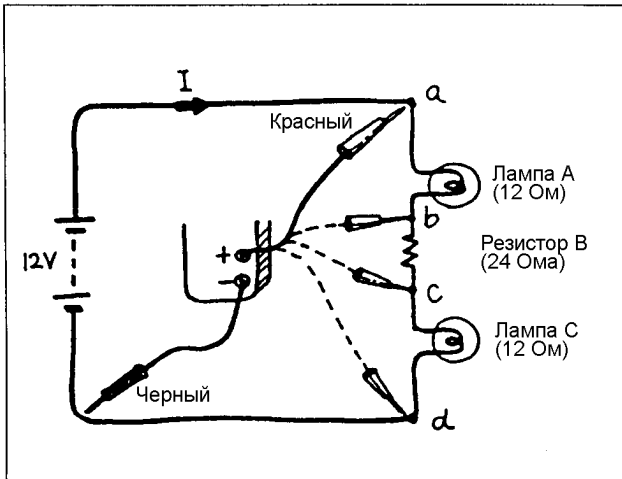 I
a
Красный
Лампа А
(12 Ом)
b
+
Резистор В
(24 Ома)
12V
-
c
Лампа С
(12 Ом)
Черный
d